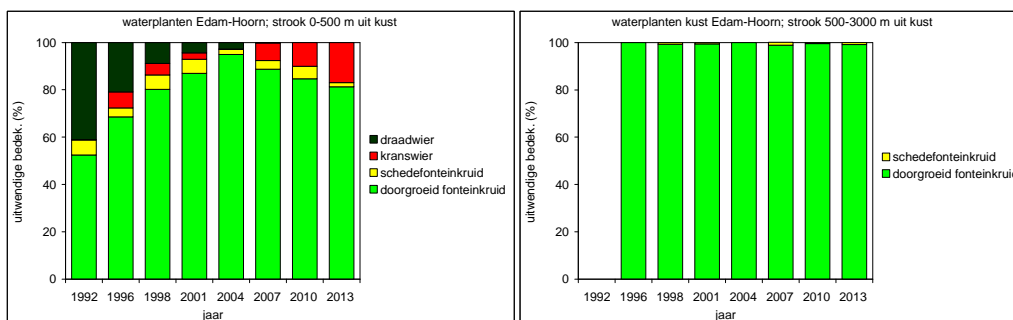 waterplanten Edam-Hoorn; strook 0-500 m uit kust
100
80
60
40
20
0
uitwendige bedek. (%)
1992 1996 1998 2001 2004 2007 2010 2013
jaar
draadwier
kranswier
schedefonteinkruid
doorgroeid fonteinkruid
waterplanten kust Edam-Hoorn; strook 500-3000 m uit kust
100
80
60
40
20
0
uitwendige bedek. (%)
1992 1996 1998 2001 2004 2007 2010 2013
jaar
schedefonteinkruid
doorgroeid fonteinkruid